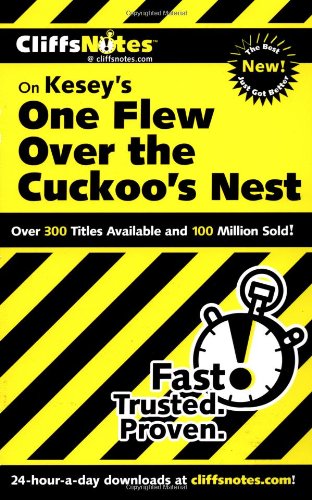 CliffsNotes™
@ cliffsnotes.com
The Best
New!
Just Got Better
On Kesey's
One Flew
Over the
Cuckoo's Nest
Over 300 Titles Available and 100 Million Sold!
Fast.
Trusted.
Proven.
24-hour-a-day downloads at cliffsnotes.com!